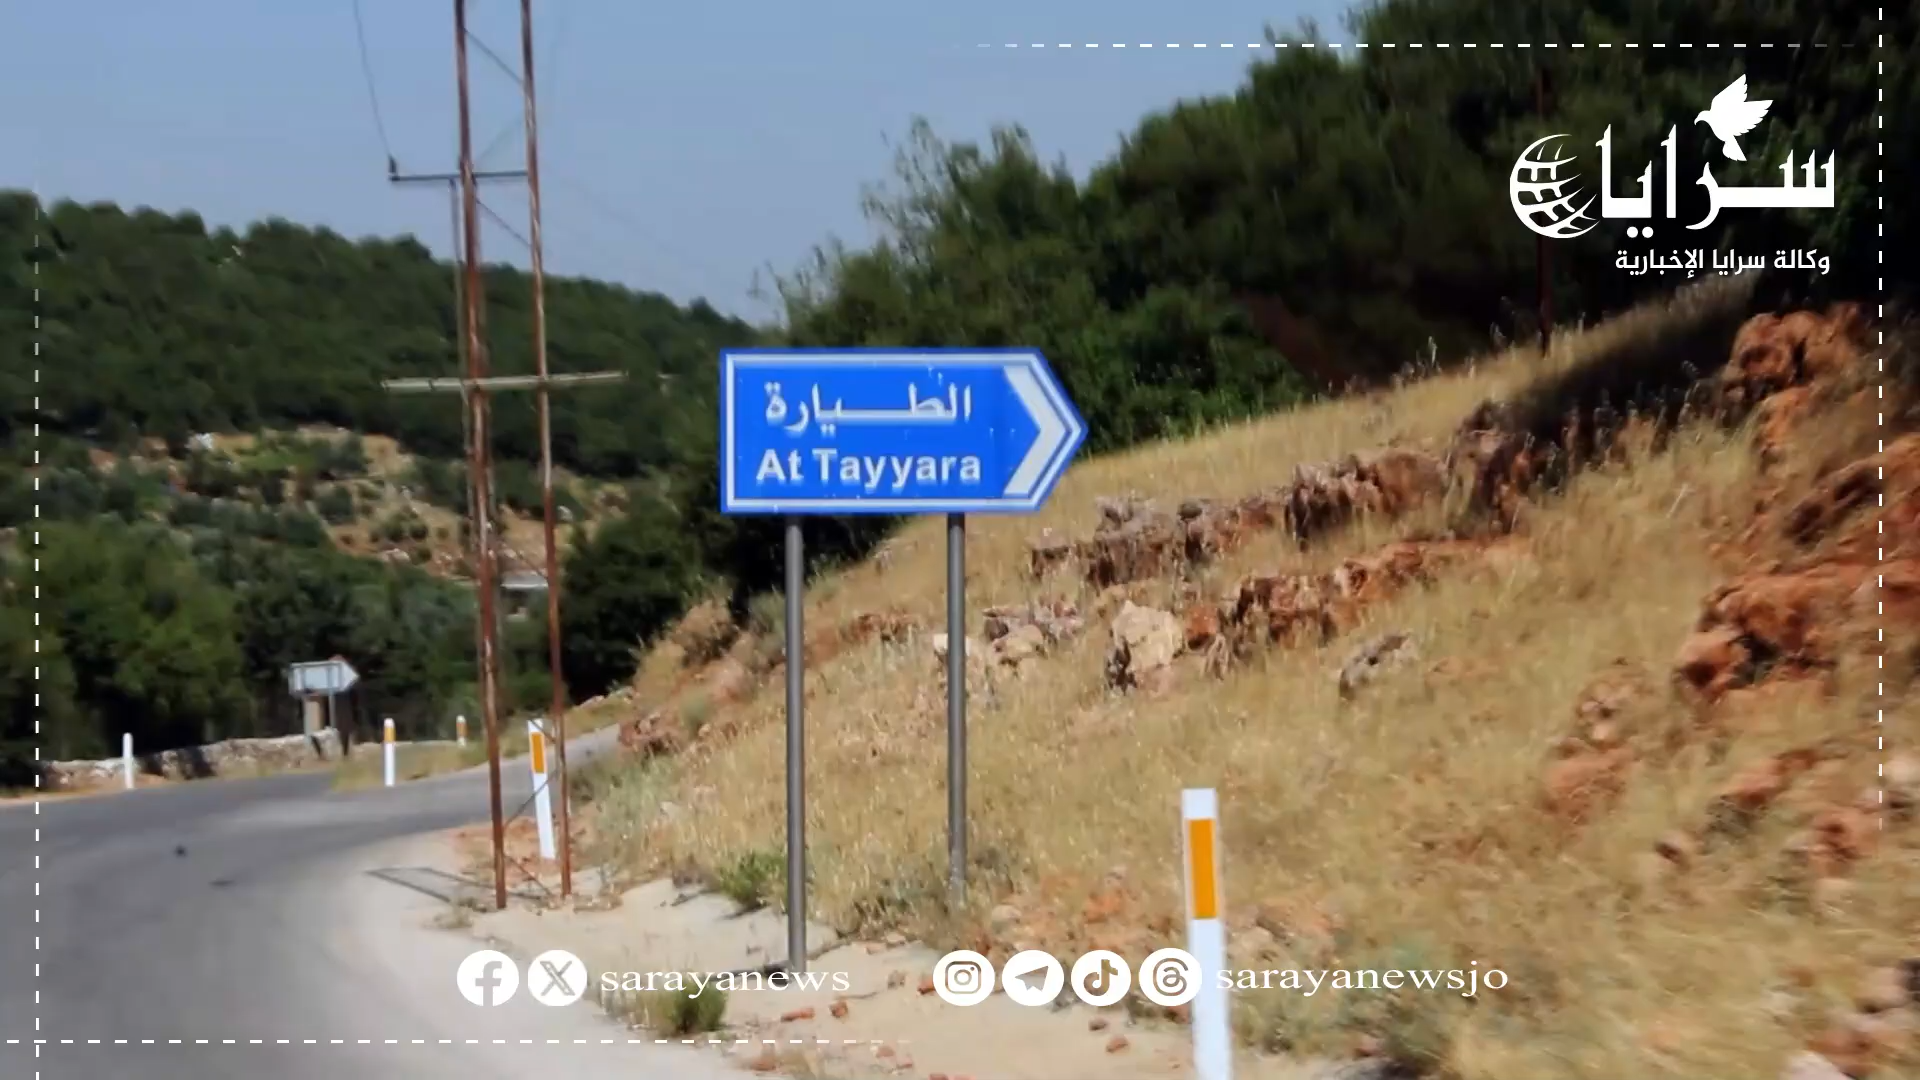 سرايا
وكالة سرايا الإخبارية
الطيارة
At Tayyara
sarayanews
sarayanewsjo